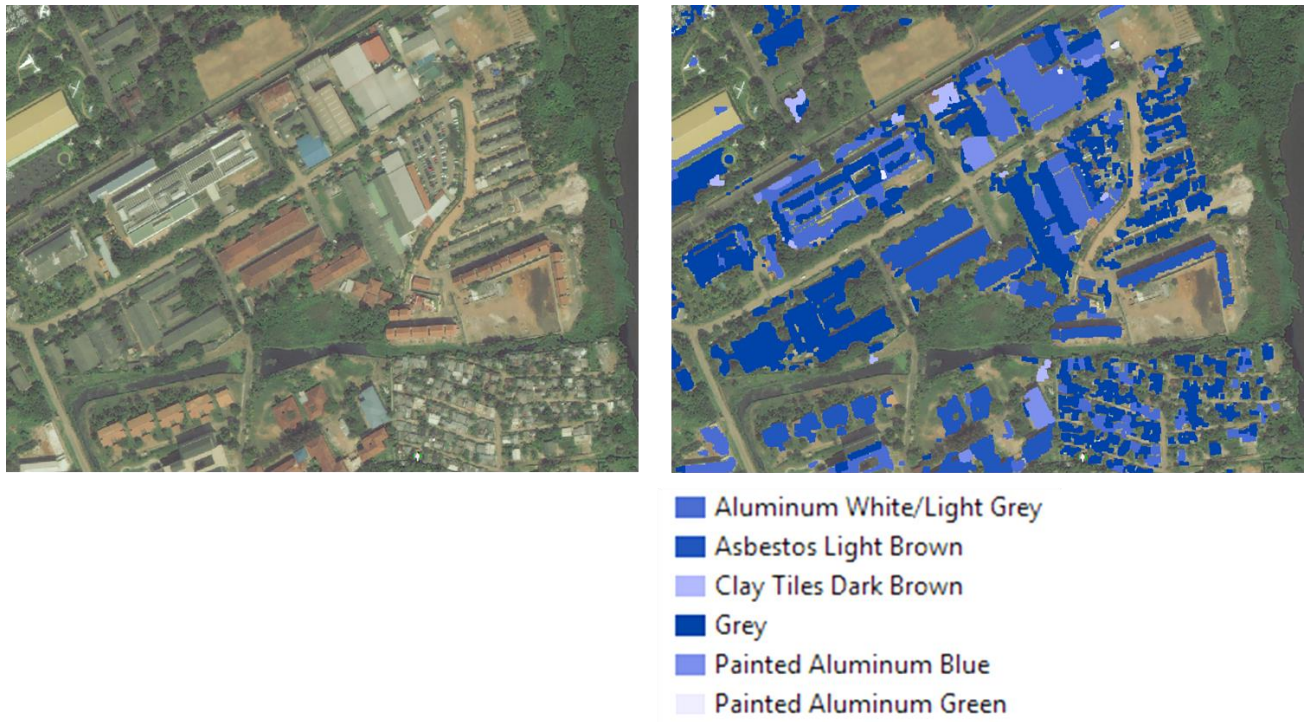 Aluminum White/Light Grey
Asbestos Light Brown
Clay Tiles Dark Brown
Grey
Painted Aluminum Blue
Painted Aluminum Green